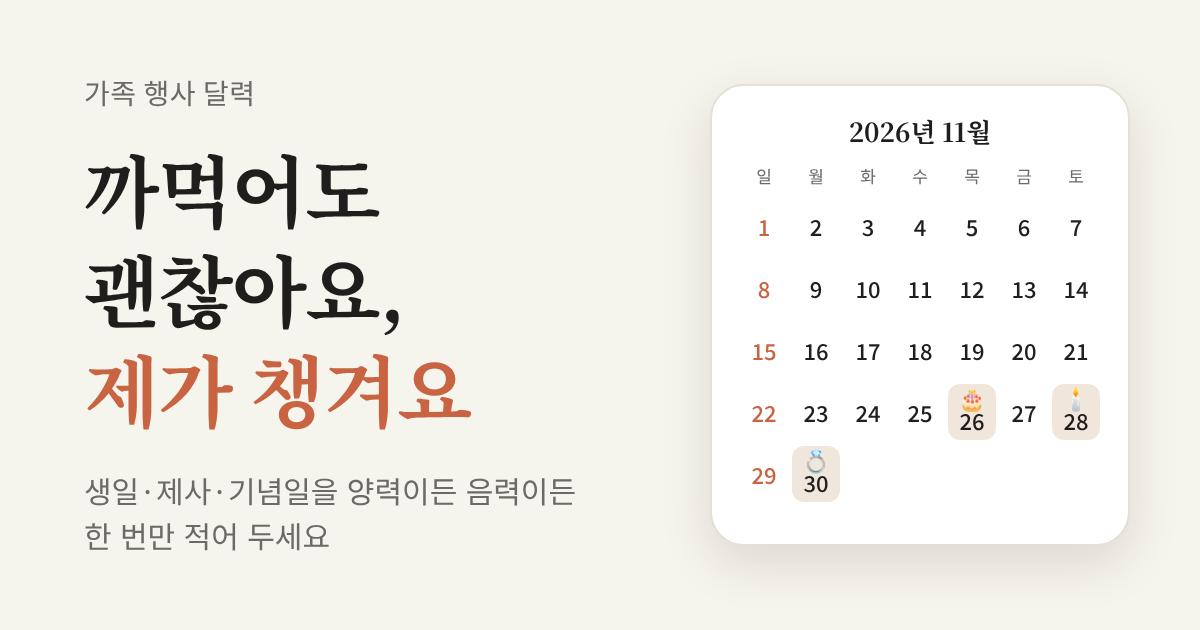 가족 행사 달력
까먹어도
괜찮아요,
제가 챙겨요
생일·제사·기념일을 양력이든 음력이든
한 번만 적어 두세요
2026년 11월
일 월 화 수 목 금 토
1 2 3 4 5 6 7
8 9 10 11 12 13 14
15 16 17 18 19 20 21
22 23 24 25 26 27 28
29 30